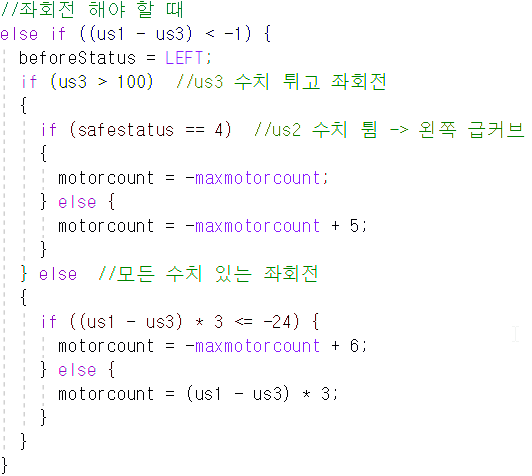 //좌회전 해야 할 때
else if ((us1 - us3) < -1) {
  beforeStatus = LEFT;
  if (us3 > 100)  //us3 수치 튀고 좌회전
  {
    if (safestatus == 4)  //us2 수치 튐 -> 왼쪽 급커브
    {
      motorcount = -maxmotorcount;
    } else {
      motorcount = -maxmotorcount + 5;
    }
  } else  //모든 수치 있는 좌회전
  {
    if ((us1 - us3) * 3 <= -24) {
      motorcount = -maxmotorcount + 6;
    } else {
      motorcount = (us1 - us3) * 3;
    }
  }
}